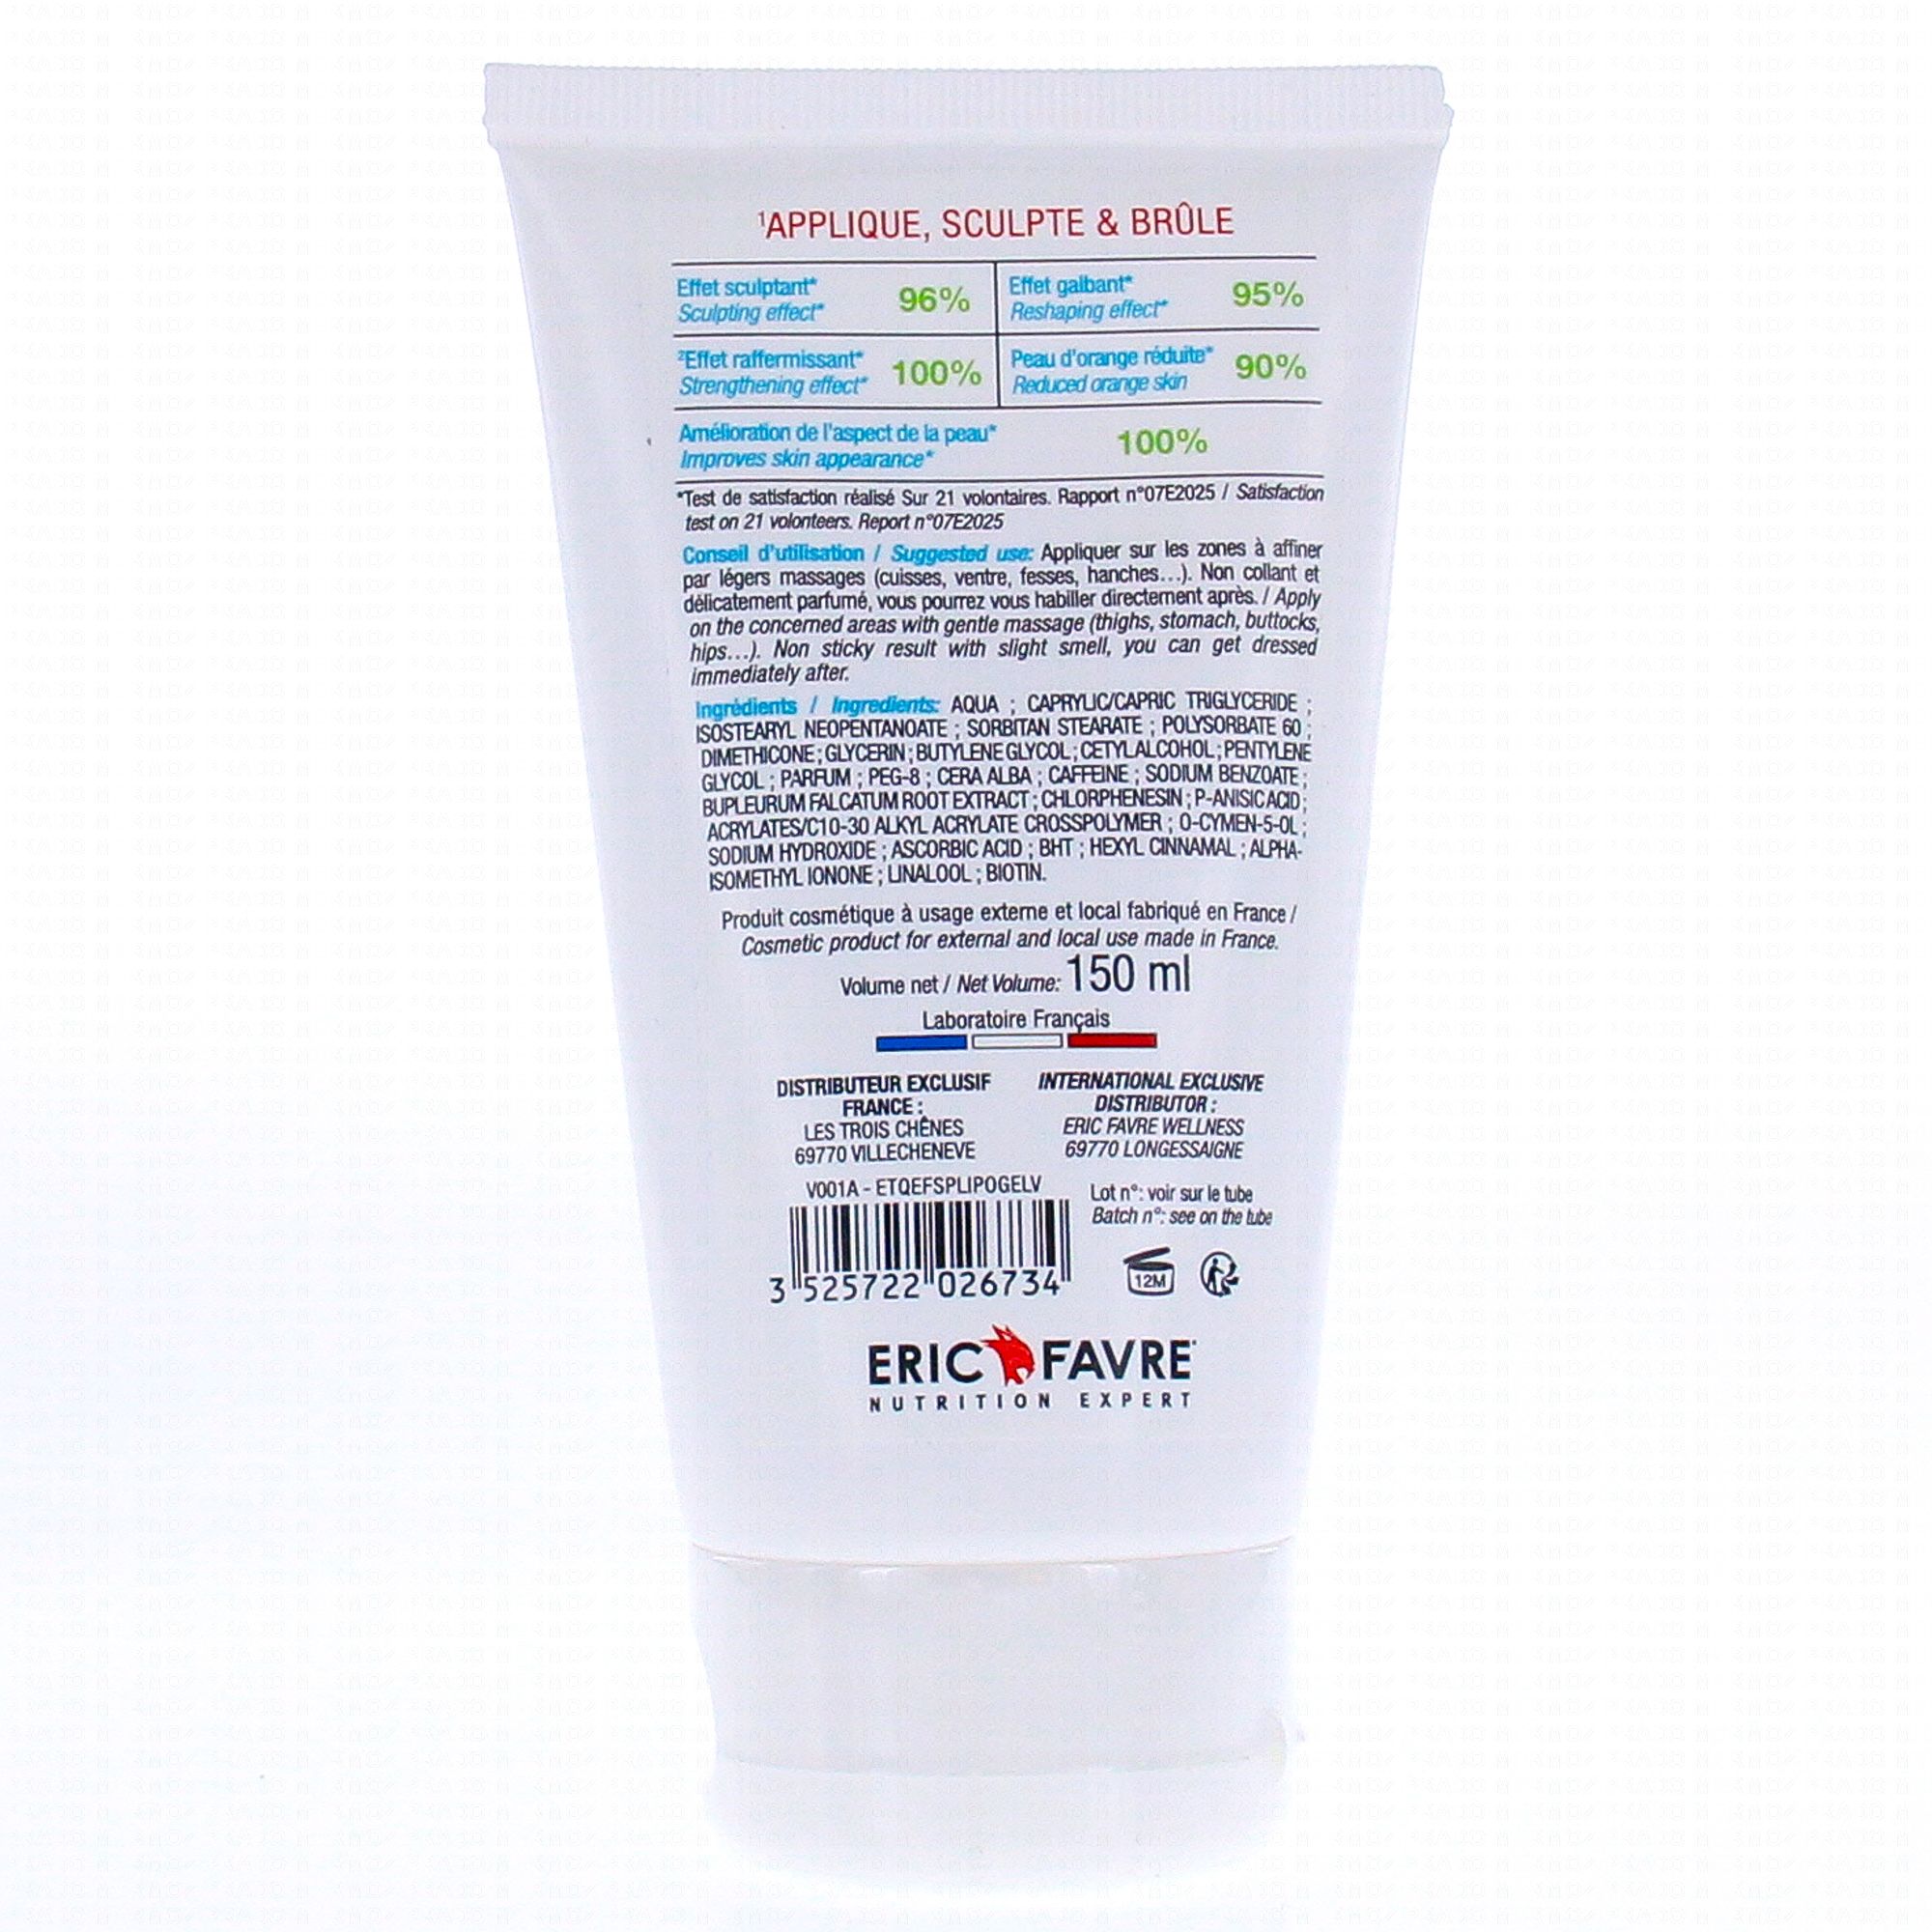 ¹APPLIQUE, SCULPTE & BRÛLE
Effet sculptant*
Sculpting effect*
96%
Effet galbant*
Reshaping effect*
95%
²Effet raffermissant*
Strengthening effect*
100%
Peau d'orange réduite*
Reduced orange skin
90%
Amélioration de l'aspect de la peau*
Improves skin appearance*
100%
*Test de satisfaction réalisé Sur 21 volontaires. Rapport n°07E2025 / Satisfaction
test on 21 volonteers. Report n°07E2025
Conseil d'utilisation / Suggested use: Appliquer sur les zones à affiner
par légers massages (cuisses, ventre, fesses, hanches...). Non collant et
délicatement parfumé, vous pourrez vous habiller directement après. / Apply
on the concerned areas with gentle massage (thighs, stomach, buttocks,
hips...). Non sticky result with slight smell, you can get dressed
immediately after.
Ingrédients / Ingredients: AQUA ; CAPRYLIC/CAPRIC TRIGLYCERIDE ;
ISOSTEARYL NEOPENTANOATE ; SORBITAN STEARATE ; POLYSORBATE 60 ;
DIMETHICONE ; GLYCERIN ; BUTYLENE GLYCOL ; CETYL ALCOHOL ; PENTYLENE
GLYCOL ; PARFUM ; PEG-8 ; CERA ALBA ; CAFFEINE ; SODIUM BENZOATE ;
BUPLEURUM FALCATUM ROOT EXTRACT ; CHLORPHENESIN ; P-ANISIC ACID ;
ACRYLATES/C10-30 ALKYL ACRYLATE CROSSPOLYMER ; O-CYMEN-5-OL ;
SODIUM HYDROXIDE ; ASCORBIC ACID ; BHT ; HEXYL CINNAMAL ; ALPHA-
ISOMETHYL IONONE ; LINALOOL ; BIOTIN.
Produit cosmétique à usage externe et local fabriqué en France /
Cosmetic product for external and local use made in France.
Volume net / Net Volume: 150 ml
Laboratoire Français
DISTRIBUTEUR EXCLUSIF
FRANCE :
LES TROIS CHÊNES
69770 VILLECHENEVE
INTERNATIONAL EXCLUSIVE
DISTRIBUTOR :
ERIC FAVRE WELLNESS
69770 LONGESSAIGNE
V001A - ETQEFSPLIPOGELV
Lot n°: voir sur le tube
Batch n°: see on the tube
3 525722 026734
12M
ERIC FAVRE
NUTRITION EXPERT